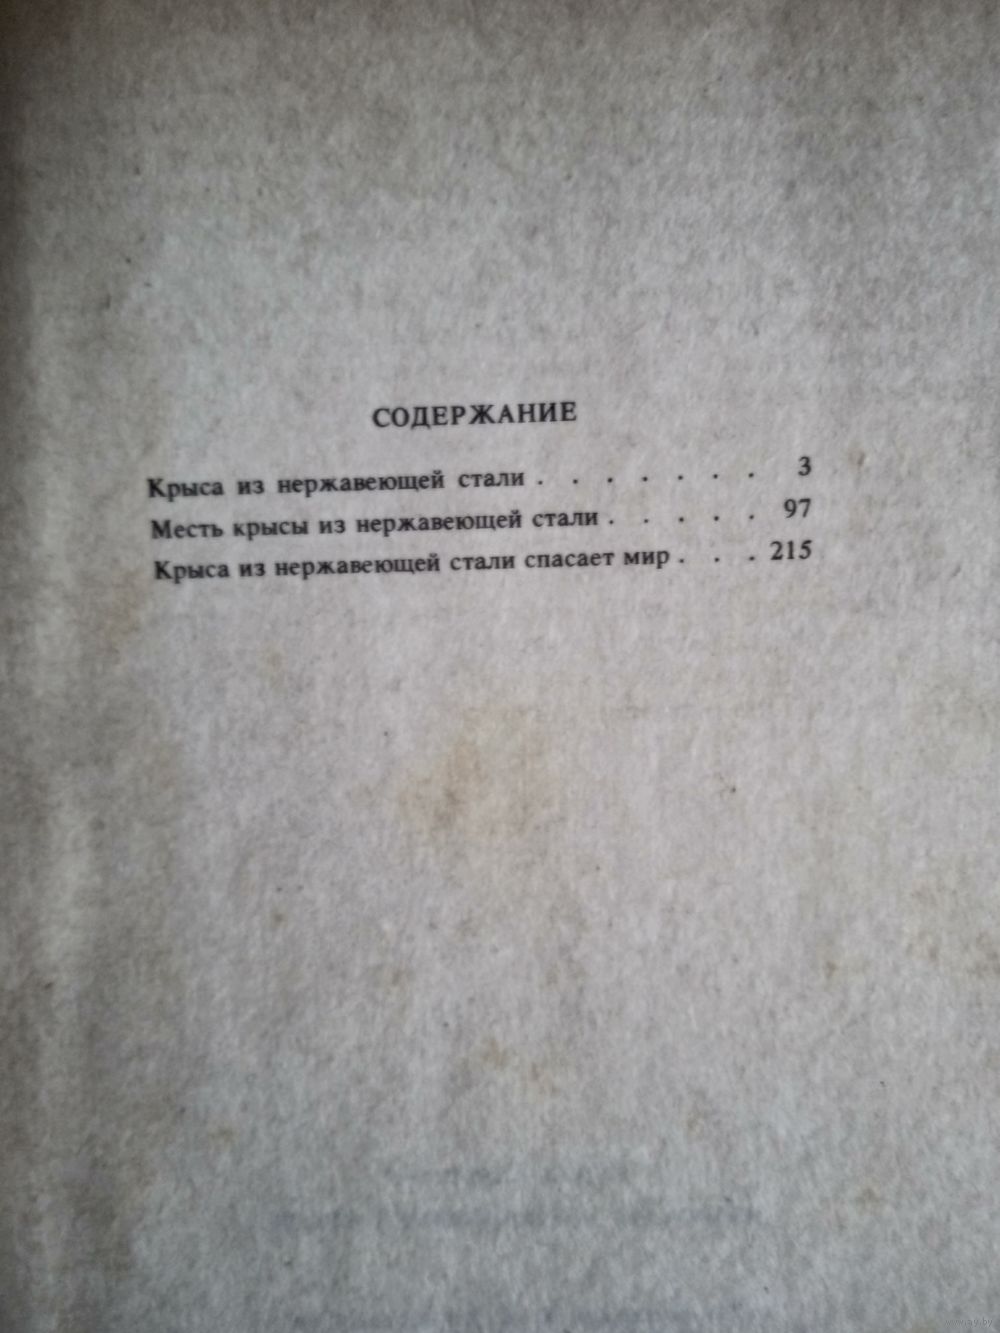 СОДЕРЖАНИЕ
Крыса из нержавеющей стали . . . . . . . 3
Месть крысы из нержавеющей стали . . . . . 97
Крыса из нержавеющей стали спасает мир . . . 215